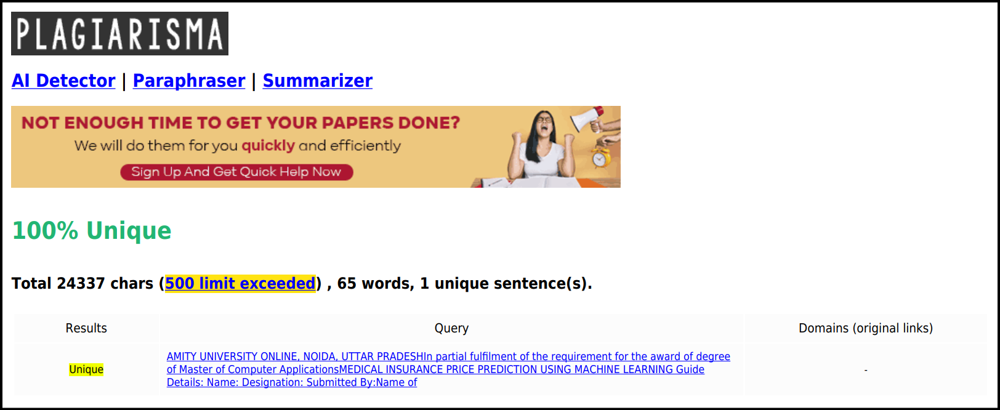 PLAGIARISMA
AI Detector | Paraphraser | Summarizer
NOT ENOUGH TIME TO GET YOUR PAPERS DONE?
We will do them for you quickly and efficiently
Sign Up And Get Quick Help Now
100% Unique
Total 24337 chars (500 limit exceeded) , 65 words, 1 unique sentence(s).
Results Query Domains (original links)
Unique
AMITY UNIVERSITY ONLINE, NOIDA, UTTAR PRADESHIn partial fulfilment of the requirement for the award of degree
of Master of Computer ApplicationsMEDICAL INSURANCE PRICE PREDICTION USING MACHINE LEARNING Guide
Details: Name: Designation: Submitted By:Name of
-